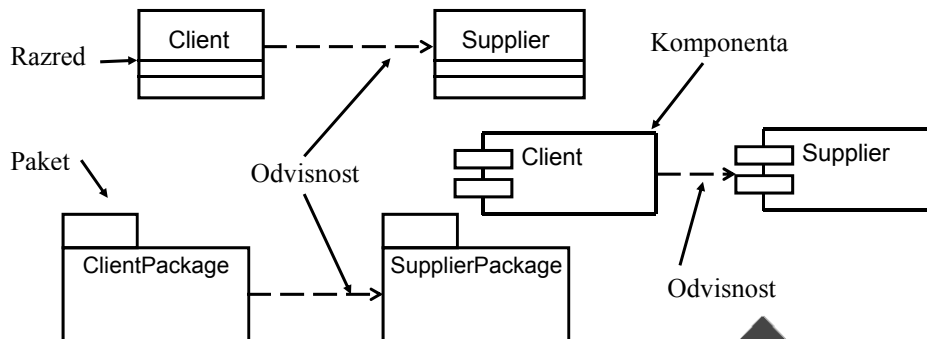 Client
Supplier
Razred
Komponenta
Client
Supplier
Paket
Odvisnost
ClientPackage
SupplierPackage
Odvisnost